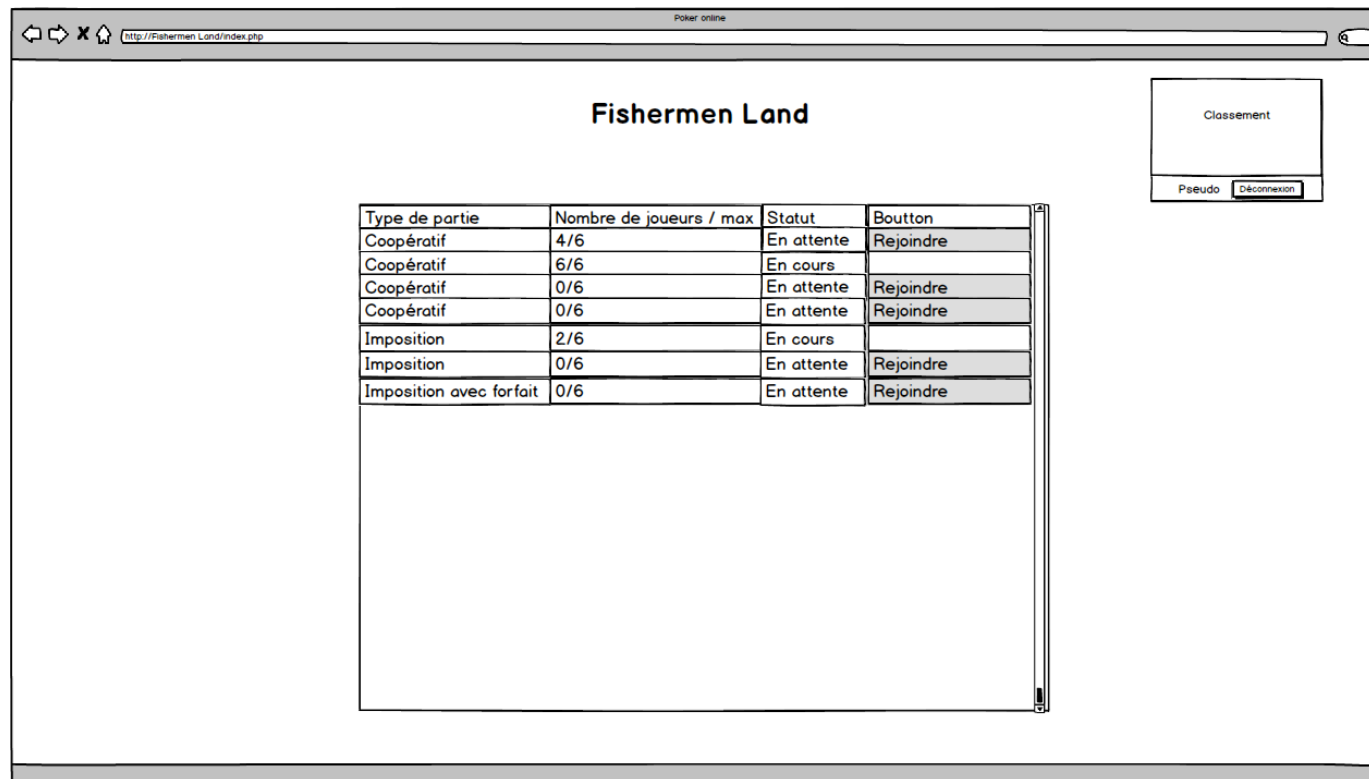 Poker online
http://Fishermen Land/index.php
Fishermen Land
Classement
Pseudo Déconnexion
Type de partie Nombre de joueurs / max Statut Boutton
Coopératif 4/6 En attente Rejoindre
Coopératif 6/6 En cours
Coopératif 0/6 En attente Rejoindre
Coopératif 0/6 En attente Rejoindre
Imposition 2/6 En cours
Imposition 0/6 En attente Rejoindre
Imposition avec forfait 0/6 En attente Rejoindre